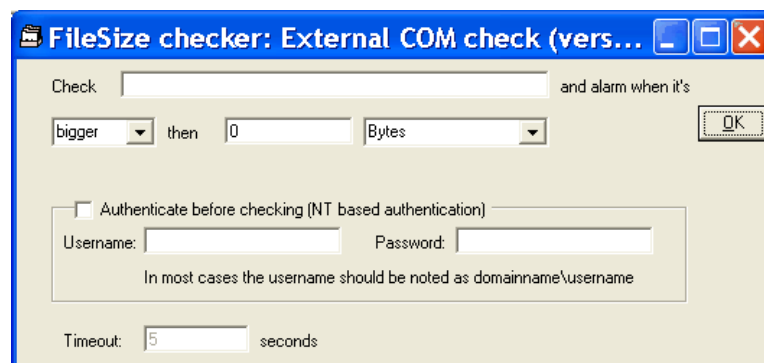 FileSize checker: External COM check (vers...
Check and alarm when it's
bigger then 0 Bytes
OK
Authenticate before checking (NT based authentication)
Username: Password:
In most cases the username should be noted as domainname\username
Timeout: 5 seconds